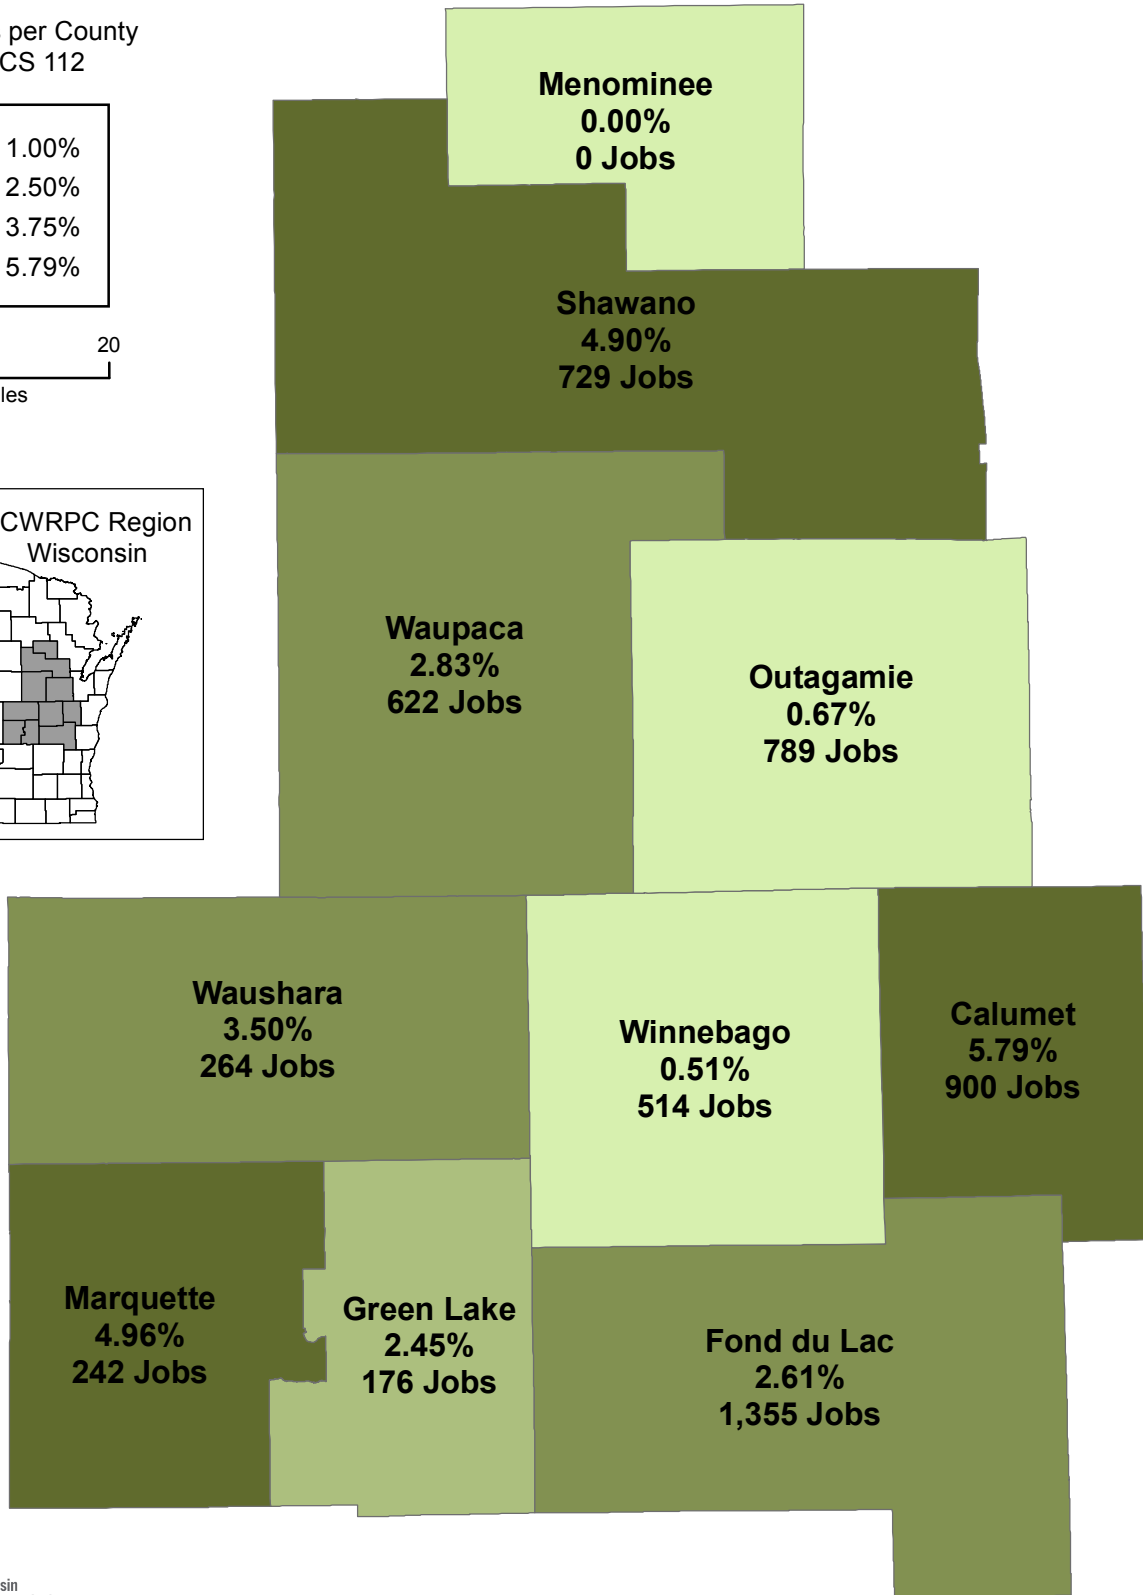 per County
CS 112
1.00%
2.50%
3.75%
5.79%
20
les
CWRPC Region
Wisconsin
Menominee
0.00%
0 Jobs
Shawano
4.90%
729 Jobs
Waupaca
2.83%
622 Jobs
Outagamie
0.67%
789 Jobs
Waushara
3.50%
264 Jobs
Winnebago
0.51%
514 Jobs
Calumet
5.79%
900 Jobs
Marquette
4.96%
242 Jobs
Green Lake
2.45%
176 Jobs
Fond du Lac
2.61%
1,355 Jobs
sin